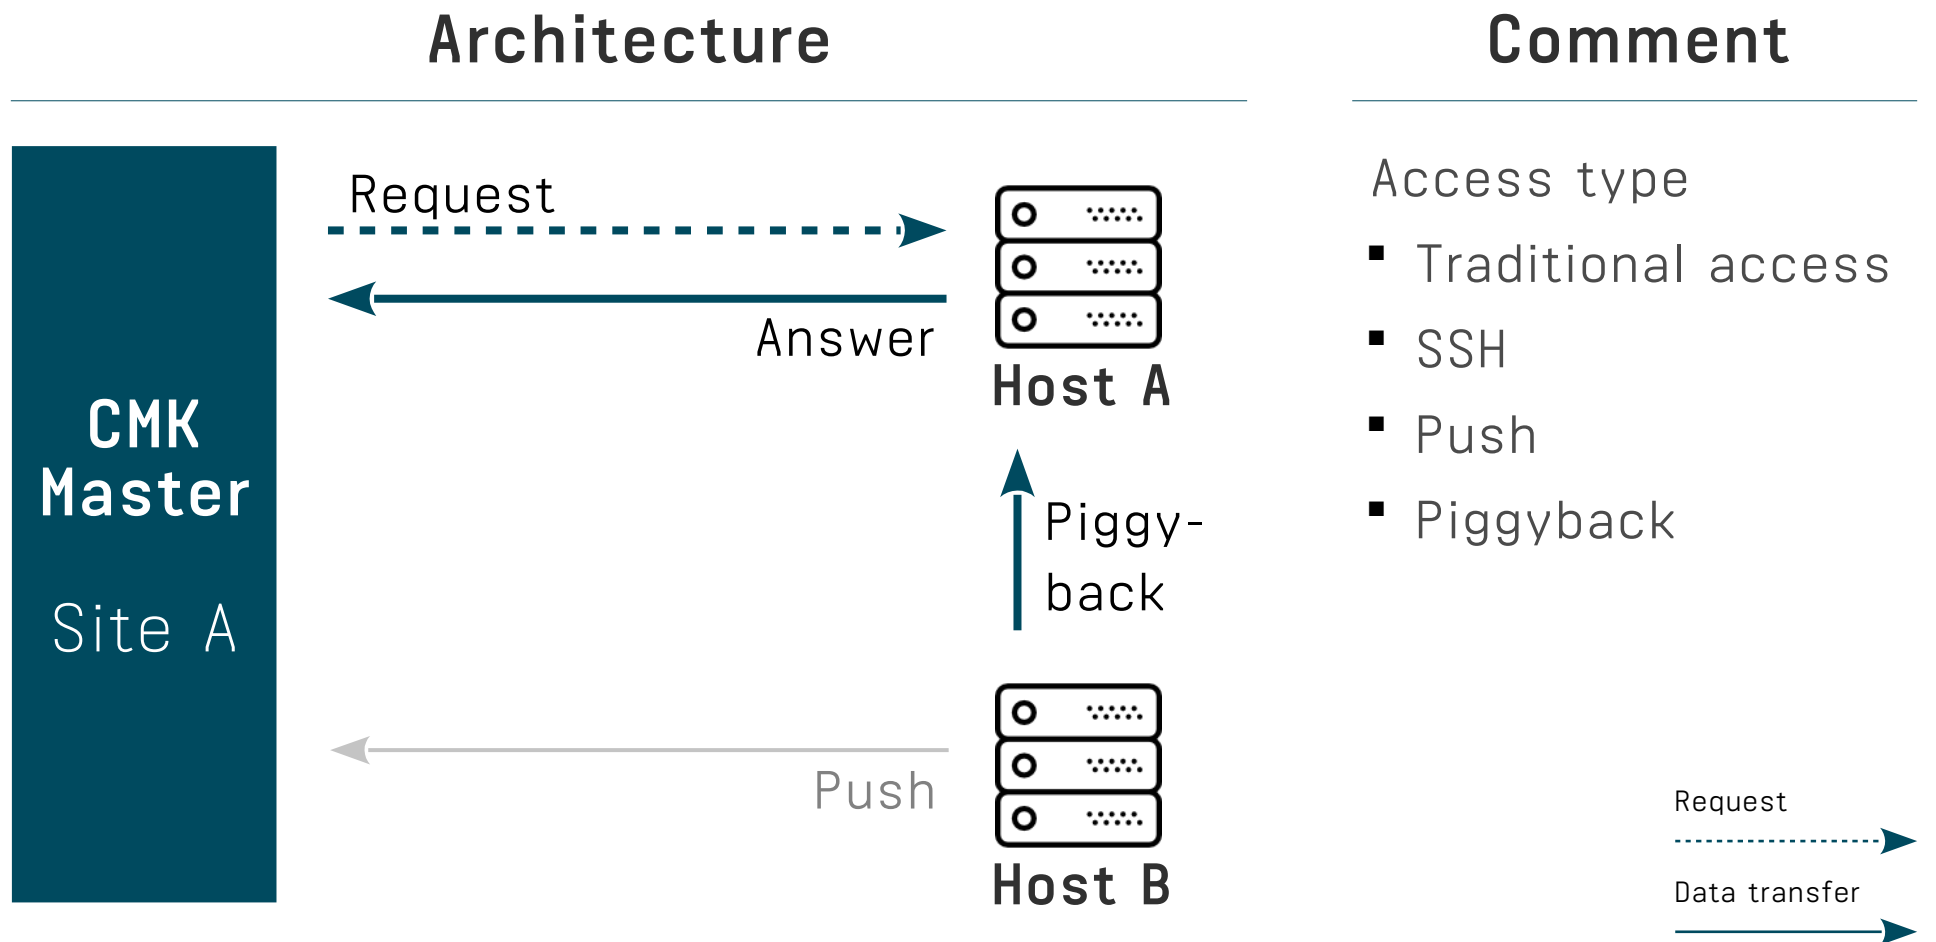 Architecture
Comment
CMK
Master
Site A
Request
Answer
Host A
Piggy-
back
Push
Host B
Access type
▪ Traditional access
▪ SSH
▪ Push
▪ Piggyback
Request
Data transfer